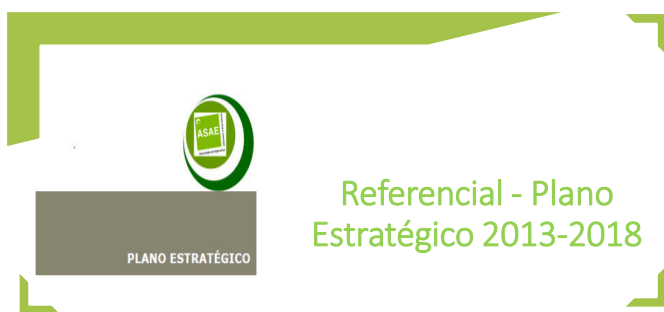 ASAE
Referencial - Plano
Estratégico 2013-2018
PLANO ESTRATÉGICO